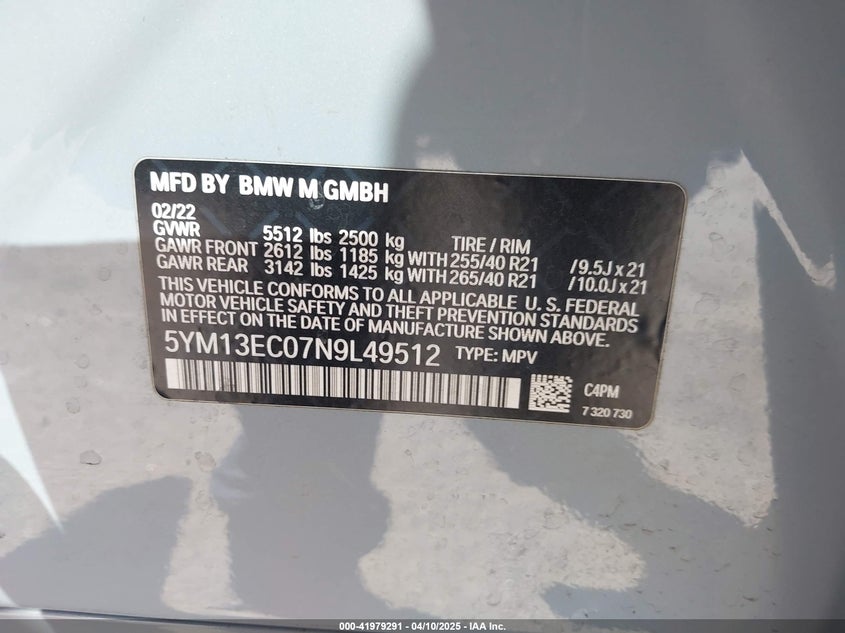 MFD BY BMW M GMBH
02/22
GVWR 5512 lbs 2500 kg TIRE / RIM
GAWR FRONT 2612 lbs 1185 kg WITH 255/40 R21 /9.5J x 21
GAWR REAR 3142 lbs 1425 kg WITH 265/40 R21 /10.0J x 21
THIS VEHICLE CONFORMS TO ALL APPLICABLE U. S. FEDERAL
MOTOR VEHICLE SAFETY AND THEFT PREVENTION STANDARDS
IN EFFECT ON THE DATE OF MANUFACTURE SHOWN ABOVE.
5YM13EC07N9L49512 TYPE: MPV
C4PM
7 320 730
000-41979291 - 04/10/2025 - IAA Inc.